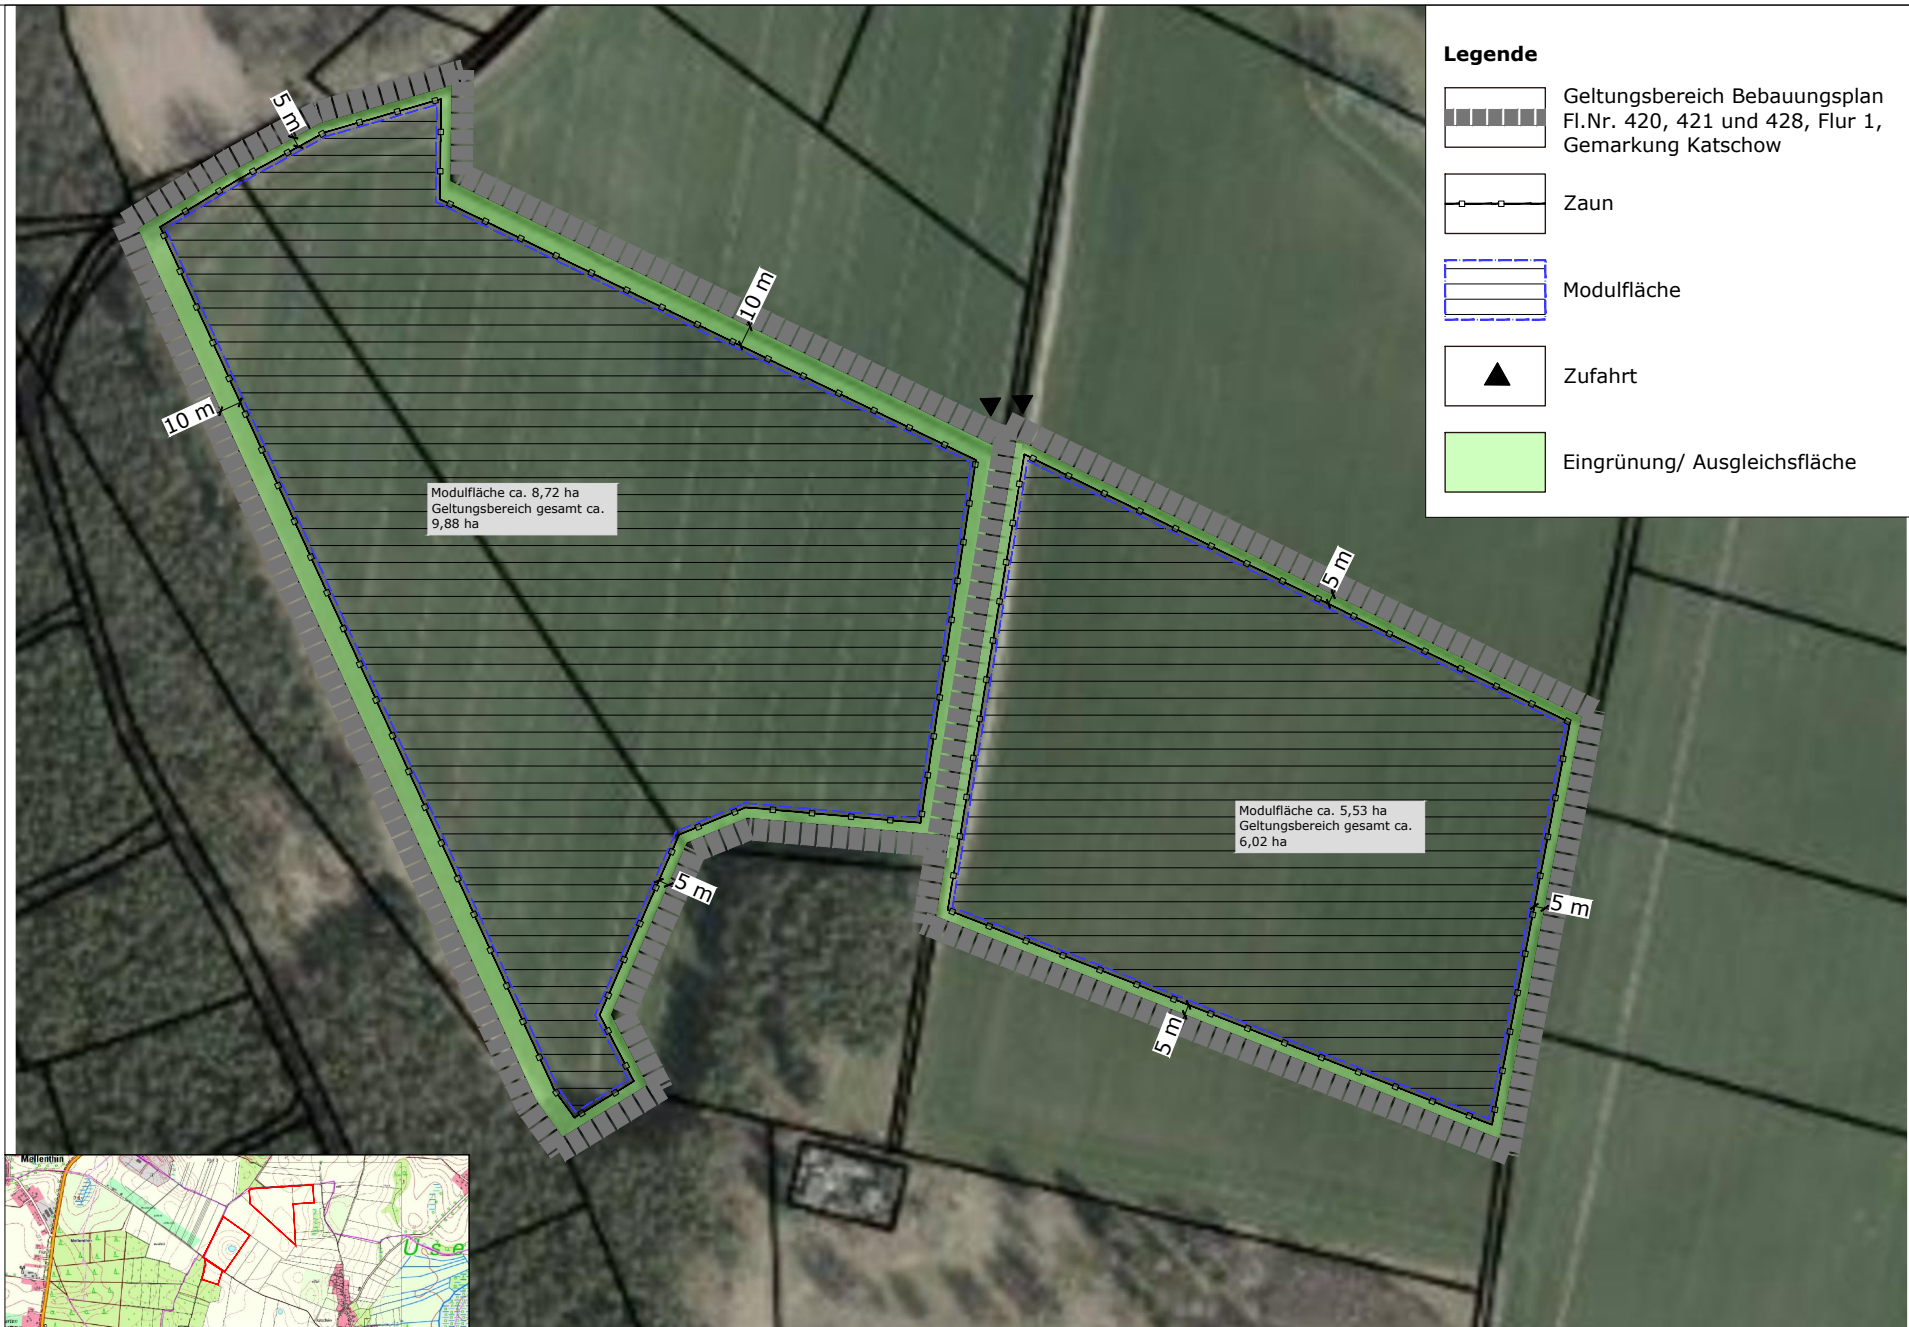 Legende
Geltungsbereich Bebauungsplan
Fl.Nr. 420, 421 und 428, Flur 1,
Gemarkung Katschow
Zaun
Modulfläche
Zufahrt
Eingrünung/ Ausgleichsfläche
5 m
10 m
10 m
Modulfläche ca. 8,72 ha
Geltungsbereich gesamt ca.
9,88 ha
5 m
Modulfläche ca. 5,53 ha
Geltungsbereich gesamt ca.
6,02 ha
5 m
5 m
5 m
Mellenthin
U s e